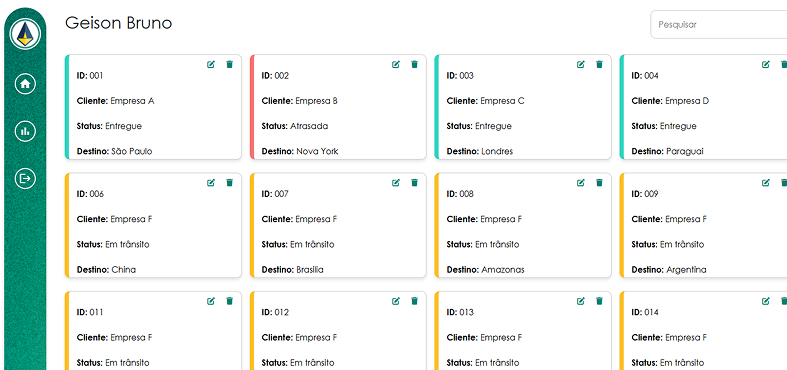 Geison Bruno
Pesquisar
ID: 001
Cliente: Empresa A
Status: Entregue
Destino: São Paulo
ID: 002
Cliente: Empresa B
Status: Atrasada
Destino: Nova York
ID: 003
Cliente: Empresa C
Status: Entregue
Destino: Londres
ID: 004
Cliente: Empresa D
Status: Entregue
Destino: Paraguai
ID: 006
Cliente: Empresa F
Status: Em trânsito
Destino: China
ID: 007
Cliente: Empresa F
Status: Em trânsito
Destino: Brasilia
ID: 008
Cliente: Empresa F
Status: Em trânsito
Destino: Amazonas
ID: 009
Cliente: Empresa F
Status: Em trânsito
Destino: Argentina
ID: 011
Cliente: Empresa F
Status: Em trânsito
ID: 012
Cliente: Empresa F
Status: Em trânsito
ID: 013
Cliente: Empresa F
Status: Em trânsito
ID: 014
Cliente: Empresa F
Status: Em trânsito